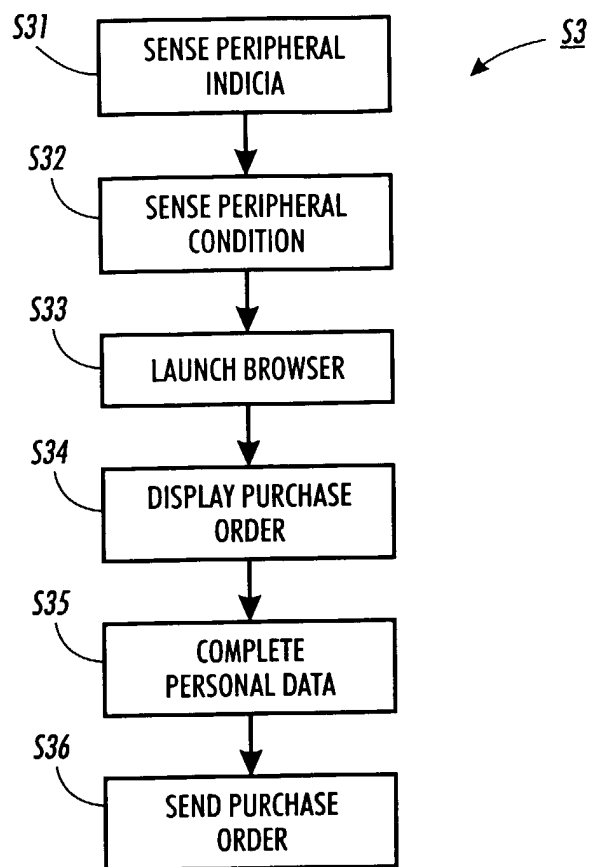 S31
SENSE PERIPHERAL
INDICIA
S3
S32
SENSE PERIPHERAL
CONDITION
S33
LAUNCH BROWSER
S34
DISPLAY PURCHASE
ORDER
S35
COMPLETE
PERSONAL DATA
S36
SEND PURCHASE
ORDER